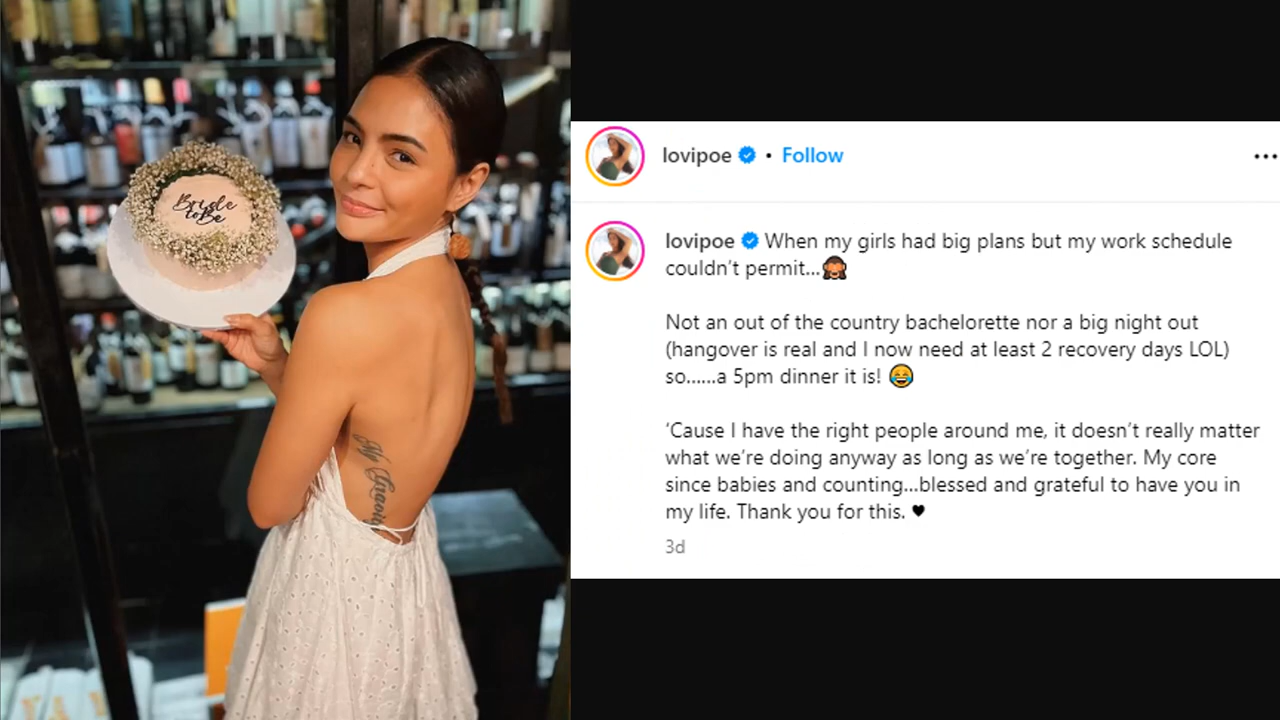 Bride
to Be
lovipoe • Follow
lovipoe When my girls had big plans but my work schedule
couldn't permit...🙈
Not an out of the country bachelorette nor a big night out
(hangover is real and I now need at least 2 recovery days LOL)
so......a 5pm dinner it is! 😂
'Cause I have the right people around me, it doesn't really matter
what we're doing anyway as long as we're together. My core
since babies and counting...blessed and grateful to have you in
my life. Thank you for this. ♥
3d